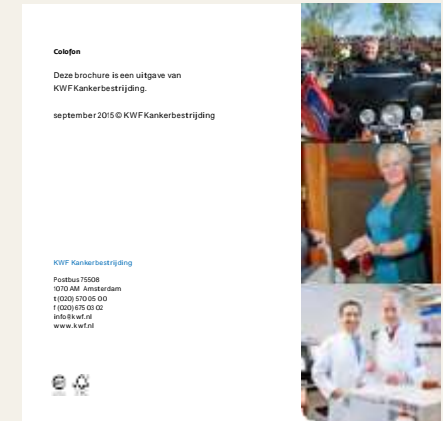 Colofon
Deze brochure is een uitgave van
KWF Kankerbestrijding.
september 2015 © KWF Kankerbestrijding
KWF Kankerbestrijding
Postbus 75508
1070 AM Amsterdam
t (020) 570 05 00
f (020) 675 03 02
info@kwf.nl
www.kwf.nl